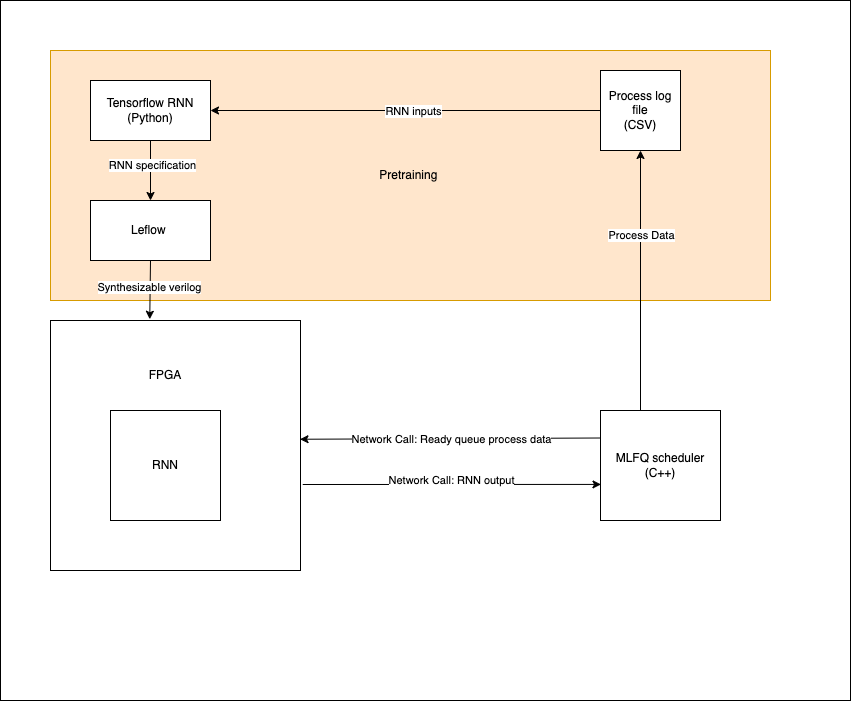 Tensorflow RNN
(Python)
RNN inputs
Process log
file
(CSV)
RNN specification
Pretraining
Leflow
Process Data
Synthesizable verilog
FPGA
RNN
Network Call: Ready queue process data
Network Call: RNN output
MLFQ scheduler
(C++)